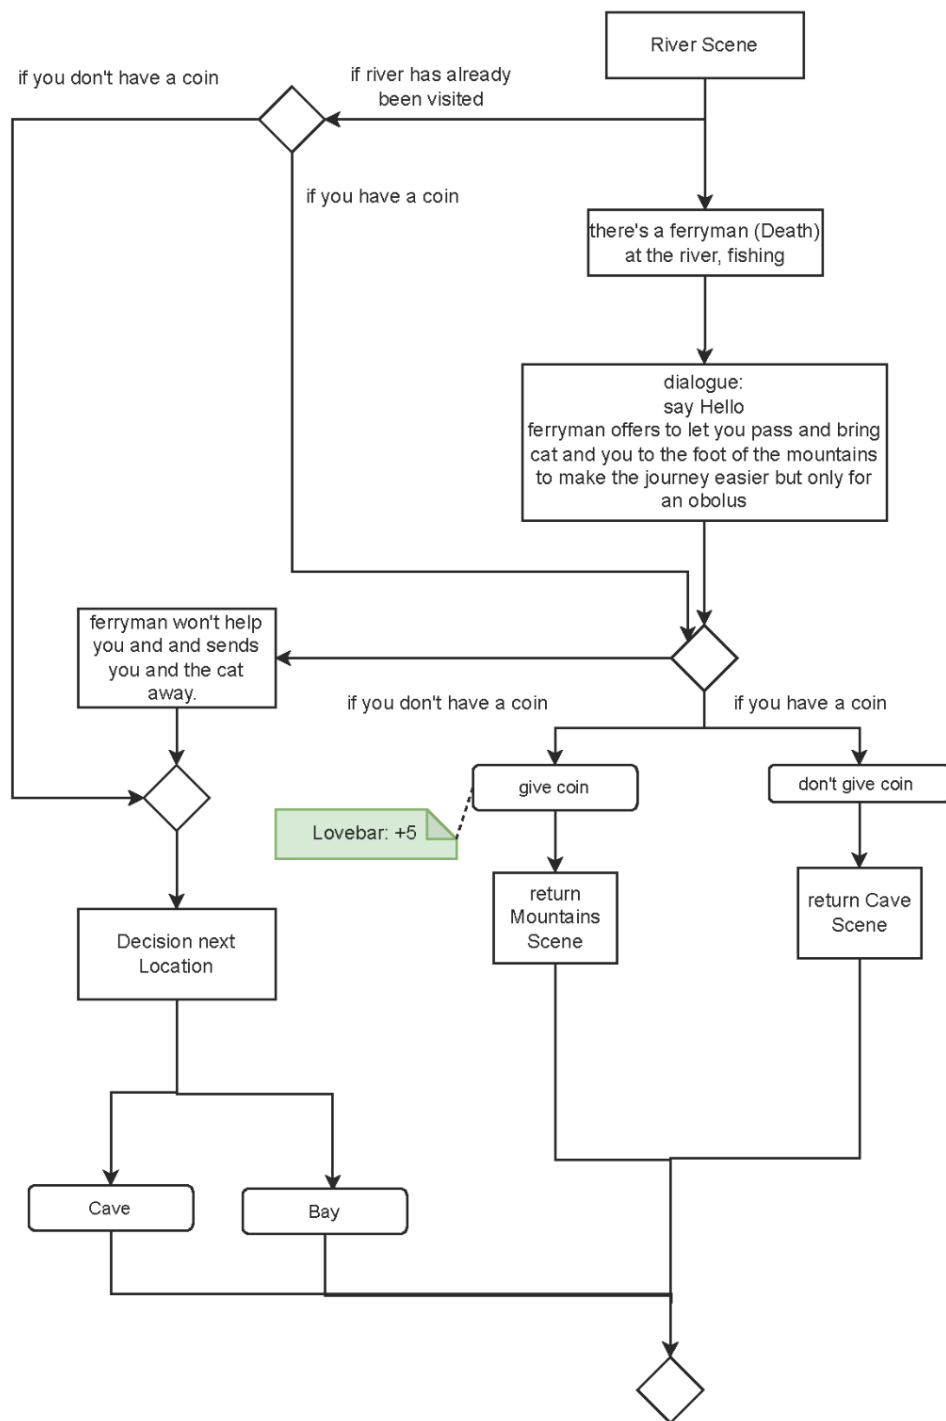 River Scene
if you don't have a coin
if river has already
been visited
if you have a coin
there's a ferryman (Death)
at the river, fishing
dialogue:
say Hello
ferryman offers to let you pass and bring
cat and you to the foot of the mountains
to make the journey easier but only for
an obolus
ferryman won't help
you and and sends
you and the cat
away.
if you don't have a coin
if you have a coin
give coin
don't give coin
Lovebar: +5
return
Mountains
Scene
return Cave
Scene
Decision next
Location
Cave
Bay